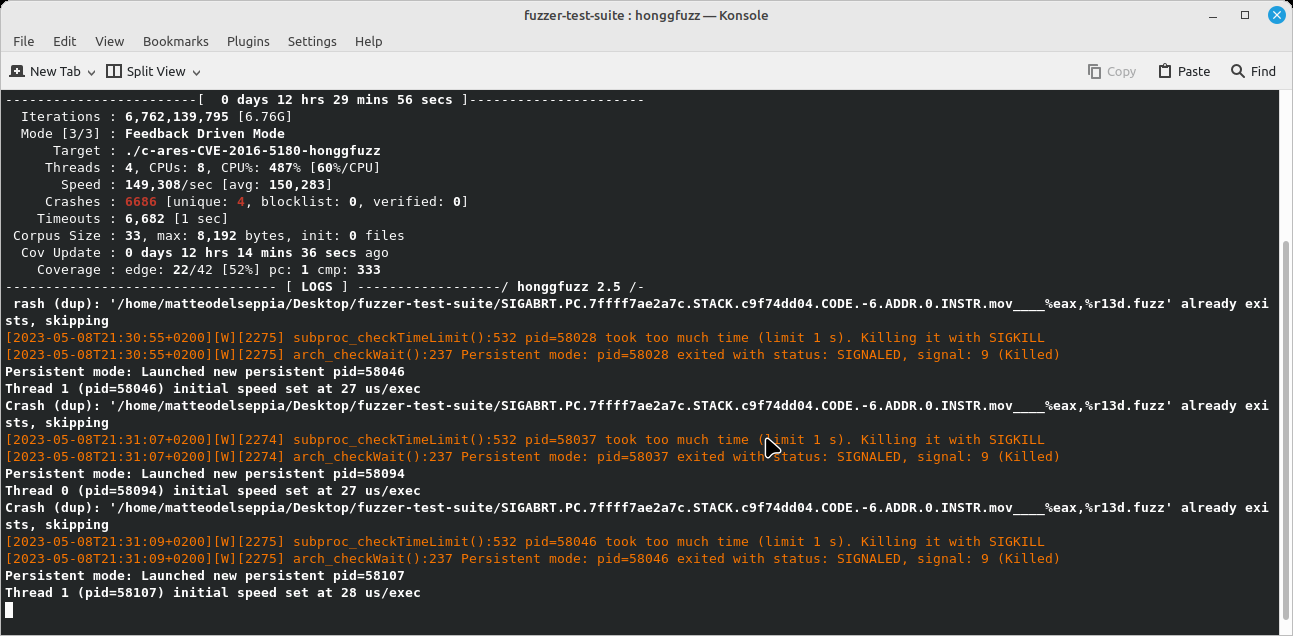 fuzzer-test-suite : honggfuzz — Konsole
File Edit View Bookmarks Plugins Settings Help
New Tab Split View Copy Paste Find
------------------------[  0 days 12 hrs 29 mins 56 secs ]----------------------
  Iterations : 6,762,139,795 [6.76G]
  Mode [3/3] : Feedback Driven Mode
      Target : ./c-ares-CVE-2016-5180-honggfuzz
     Threads : 4, CPUs: 8, CPU%: 487% [60%/CPU]
       Speed : 149,308/sec [avg: 150,283]
     Crashes : 6686 [unique: 4, blocklist: 0, verified: 0]
    Timeouts : 6,682 [1 sec]
 Corpus Size : 33, max: 8,192 bytes, init: 0 files
  Cov Update : 0 days 12 hrs 14 mins 36 secs ago
    Coverage : edge: 22/42 [52%] pc: 1 cmp: 333
---------------------------------- [ LOGS ] ------------------/ honggfuzz 2.5 /-
 rash (dup): '/home/matteodelseppia/Desktop/fuzzer-test-suite/SIGABRT.PC.7ffff7ae2a7c.STACK.c9f74dd04.CODE.-6.ADDR.0.INSTR.mov____%eax,%r13d.fuzz' already exi
sts, skipping
[2023-05-08T21:30:55+0200][W][2275] subproc_checkTimeLimit():532 pid=58028 took too much time (limit 1 s). Killing it with SIGKILL
[2023-05-08T21:30:55+0200][W][2275] arch_checkWait():237 Persistent mode: pid=58028 exited with status: SIGNALED, signal: 9 (Killed)
Persistent mode: Launched new persistent pid=58046
Thread 1 (pid=58046) initial speed set at 27 us/exec
Crash (dup): '/home/matteodelseppia/Desktop/fuzzer-test-suite/SIGABRT.PC.7ffff7ae2a7c.STACK.c9f74dd04.CODE.-6.ADDR.0.INSTR.mov____%eax,%r13d.fuzz' already exi
sts, skipping
[2023-05-08T21:31:07+0200][W][2274] subproc_checkTimeLimit():532 pid=58037 took too much time (limit 1 s). Killing it with SIGKILL
[2023-05-08T21:31:07+0200][W][2274] arch_checkWait():237 Persistent mode: pid=58037 exited with status: SIGNALED, signal: 9 (Killed)
Persistent mode: Launched new persistent pid=58094
Thread 0 (pid=58094) initial speed set at 27 us/exec
Crash (dup): '/home/matteodelseppia/Desktop/fuzzer-test-suite/SIGABRT.PC.7ffff7ae2a7c.STACK.c9f74dd04.CODE.-6.ADDR.0.INSTR.mov____%eax,%r13d.fuzz' already exi
sts, skipping
[2023-05-08T21:31:09+0200][W][2275] subproc_checkTimeLimit():532 pid=58046 took too much time (limit 1 s). Killing it with SIGKILL
[2023-05-08T21:31:09+0200][W][2275] arch_checkWait():237 Persistent mode: pid=58046 exited with status: SIGNALED, signal: 9 (Killed)
Persistent mode: Launched new persistent pid=58107
Thread 1 (pid=58107) initial speed set at 28 us/exec